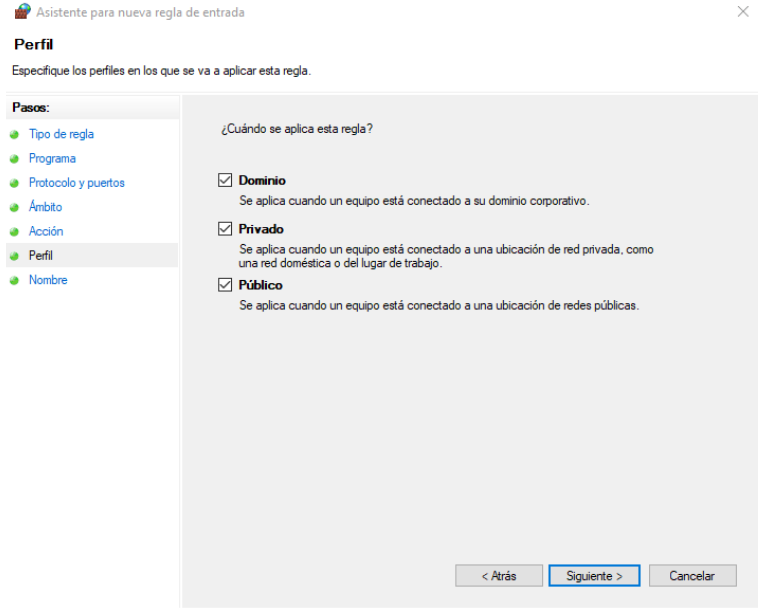 Asistente para nueva regla de entrada
Perfil
Especifique los perfiles en los que se va a aplicar esta regla.
Pasos:
Tipo de regla
Programa
Protocolo y puertos
Ámbito
Acción
Perfil
Nombre
¿Cuándo se aplica esta regla?
Dominio
Se aplica cuando un equipo está conectado a su dominio corporativo.
Privado
Se aplica cuando un equipo está conectado a una ubicación de red privada, como
una red doméstica o del lugar de trabajo.
Público
Se aplica cuando un equipo está conectado a una ubicación de redes públicas.
< Atrás
Siguiente >
Cancelar